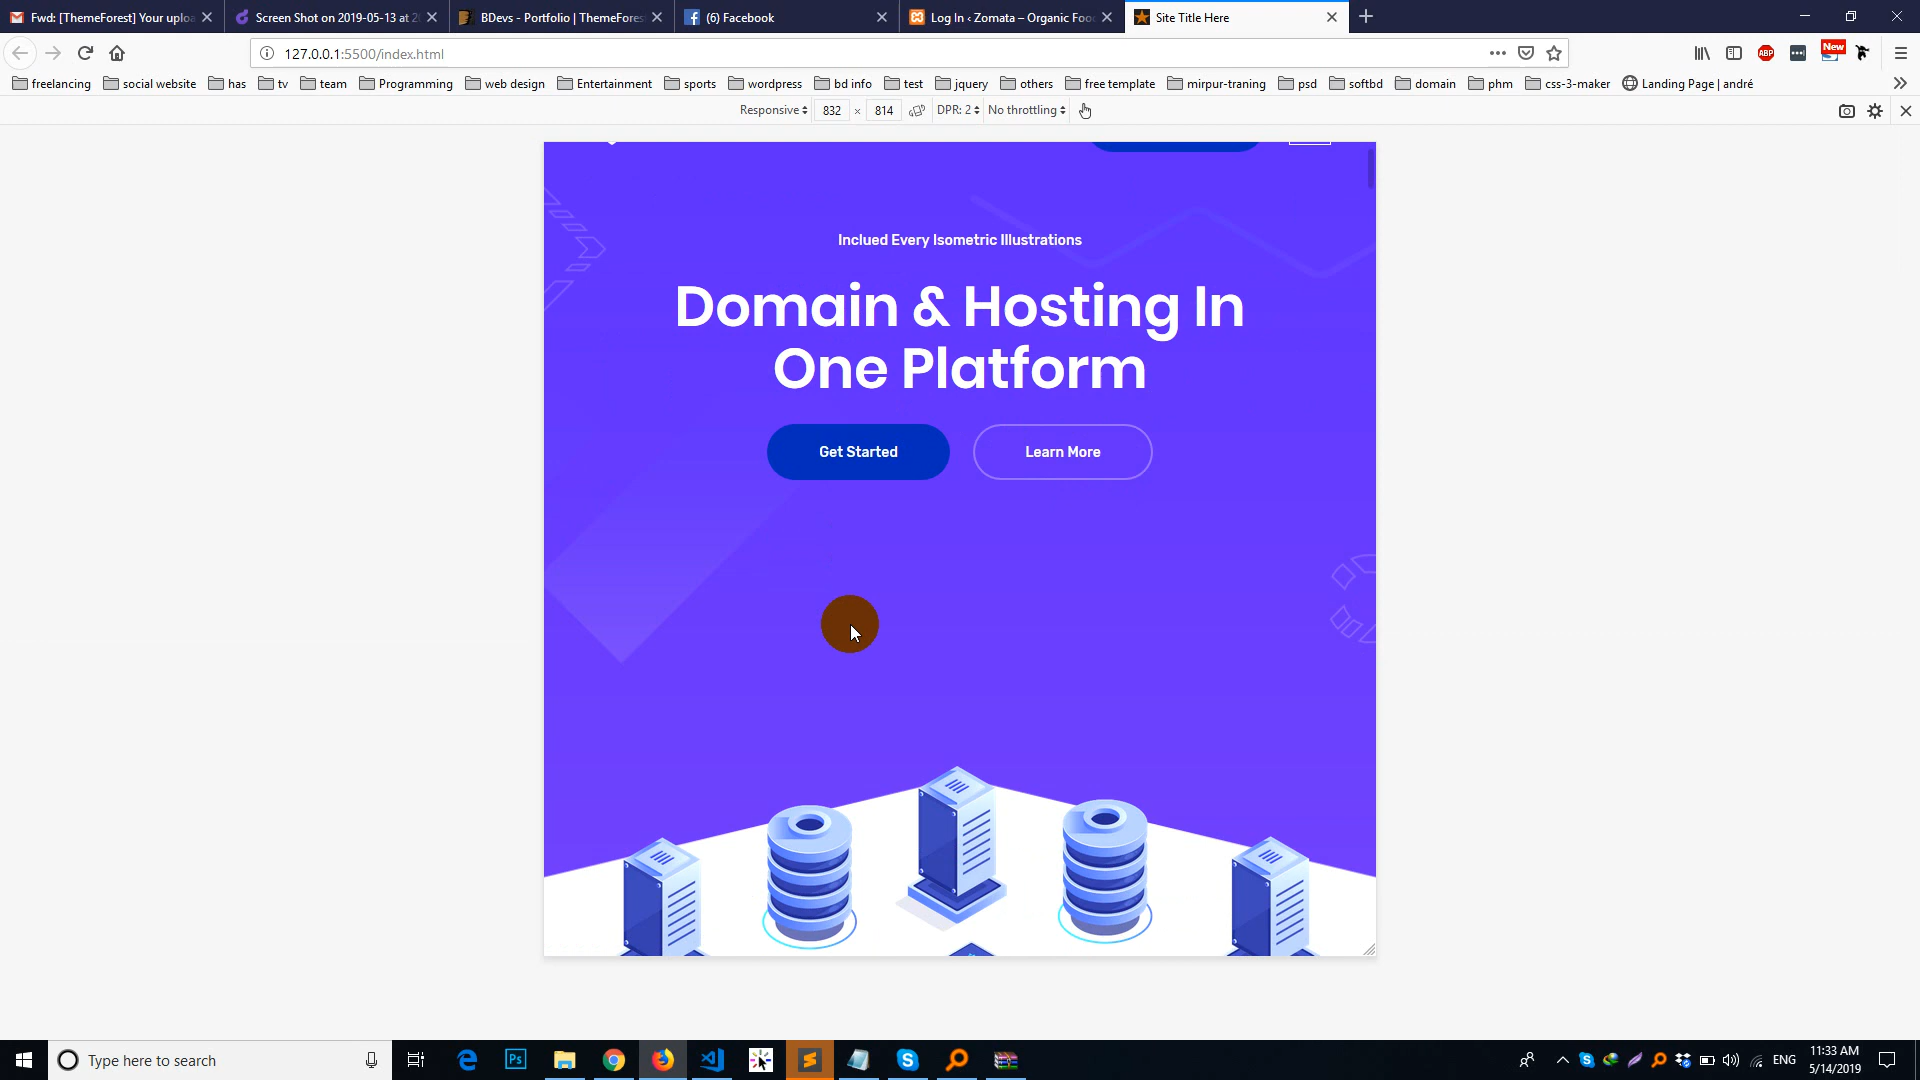 Fwd: [ThemeForest] Your uploa
Screen Shot on 2019-05-13 at 2
BDevs - Portfolio | ThemeFores
(6) Facebook
Log In ‹ Zomata – Organic Foo
Site Title Here
127.0.0.1:5500/index.html
ABP
New
freelancing
social website
has
tv
team
Programming
web design
Entertainment
sports
wordpress
bd info
test
jquery
others
free template
mirpur-traning
psd
softbd
domain
phm
css-3-maker
Landing Page | andré
Responsive
832 × 814
DPR: 2
No throttling
Inclued Every Isometric Illustrations
Domain & Hosting In
One Platform
Get Started
Learn More
Type here to search
Ps
ENG
11:33 AM
5/14/2019